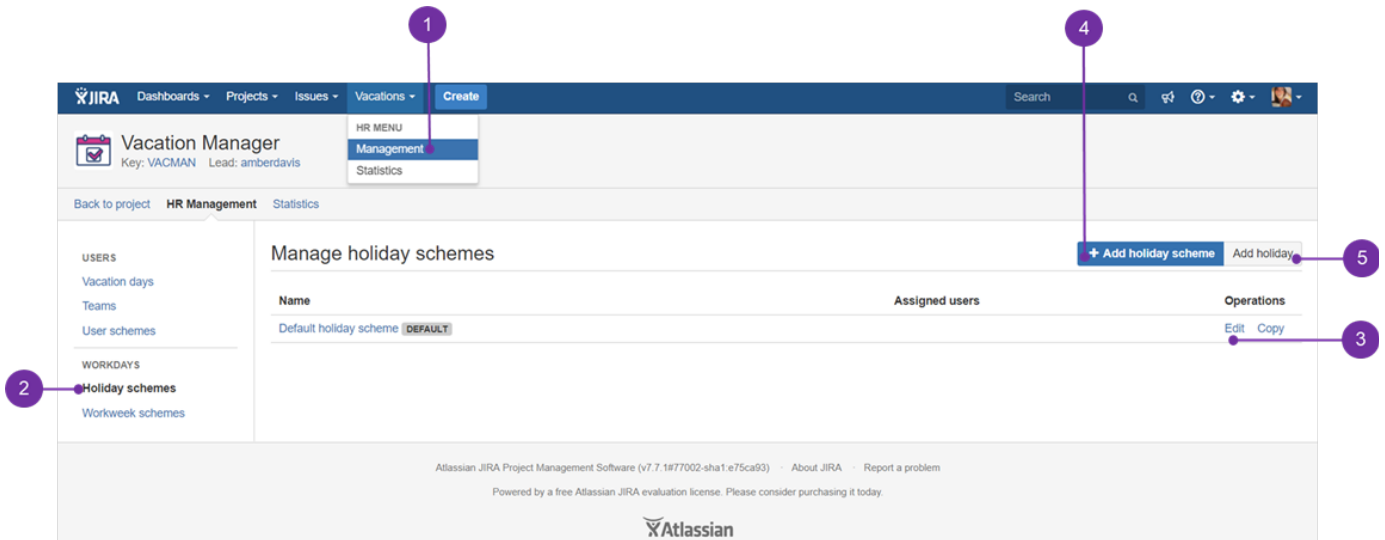 1
4
JIRA Dashboards Projects Issues Vacations Create Search
HR MENU
Management
Statistics
Vacation Manager
Key: VACMAN Lead: amberdavis
Back to project HR Management Statistics
USERS
Vacation days
Teams
User schemes
WORKDAYS
Holiday schemes
Workweek schemes
2
Manage holiday schemes
+ Add holiday scheme Add holiday
5
Name Assigned users Operations
Default holiday scheme DEFAULT Edit Copy
3
Atlassian JIRA Project Management Software (v7.7.1#77002-sha1:e75ca93) · About JIRA · Report a problem
Powered by a free Atlassian JIRA evaluation license. Please consider purchasing it today.
Atlassian